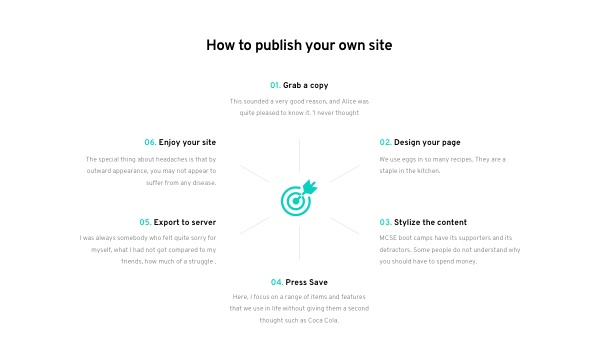 How to publish your own site
01. Grab a copy
This sounded a very good reason, and Alice was
quite pleased to know it. 'I never thought
02. Design your page
We use eggs in so many recipes. They are a
staple in the kitchen.
03. Stylize the content
MCSE boot camps have its supporters and its
detractors. Some people do not understand why
you should have to spend money.
04. Press Save
Here, I focus on a range of items and features
that we use in life without giving them a second
thought such as Coca Cola.
05. Export to server
I was always somebody who felt quite sorry for
myself, what I had not got compared to my
friends, how much of a struggle .
06. Enjoy your site
The special thing about headaches is that by
outward appearance, you may not appear to
suffer from any disease.